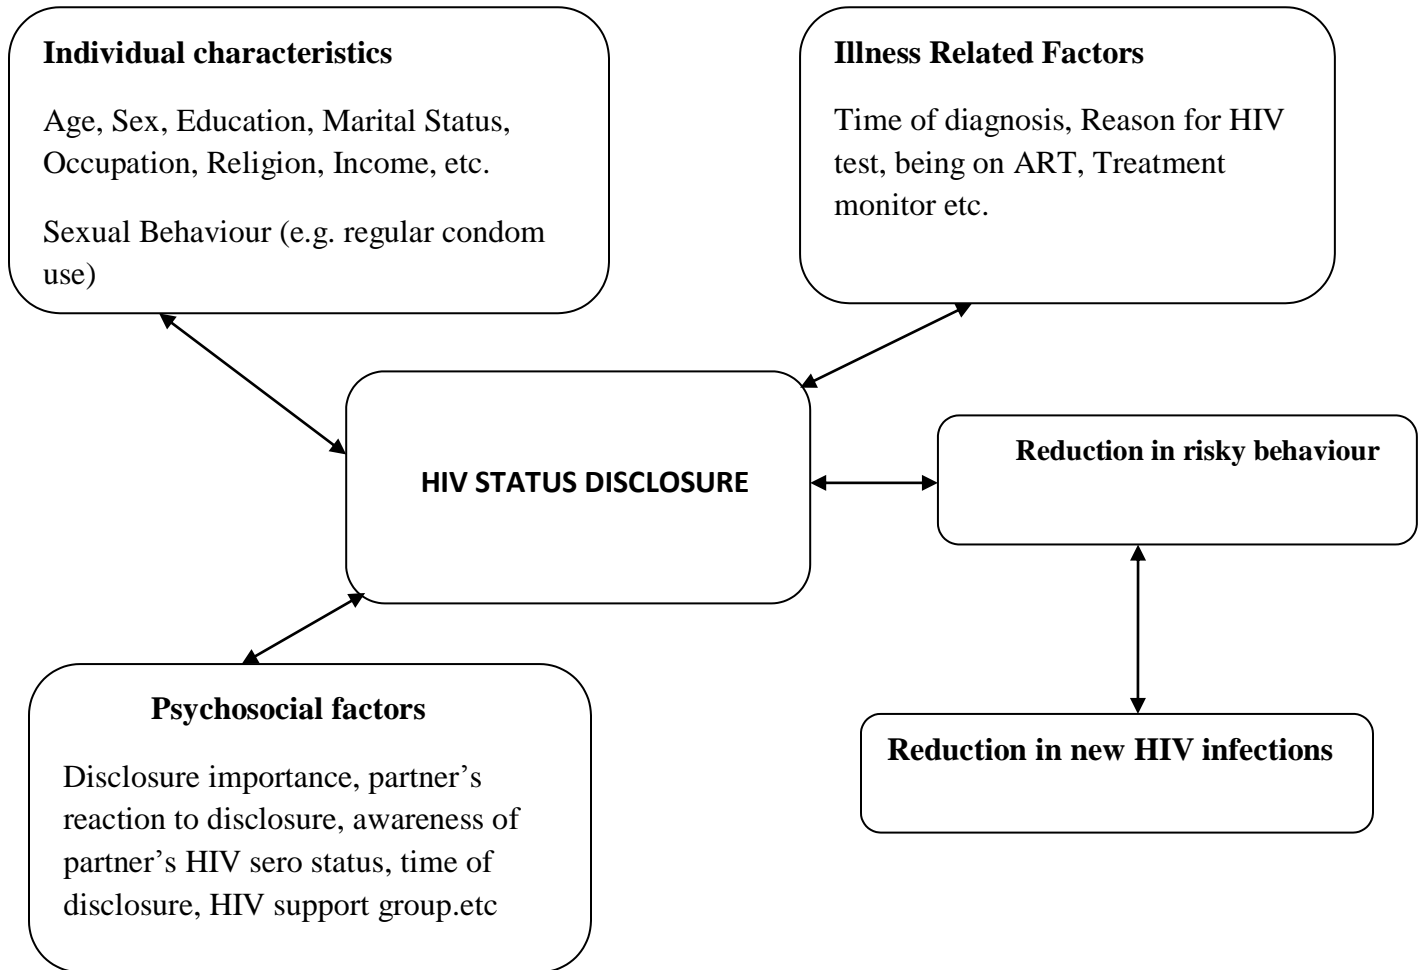 Individual characteristics
Age, Sex, Education, Marital Status,
Occupation, Religion, Income, etc.
Sexual Behaviour (e.g. regular condom
use)
Illness Related Factors
Time of diagnosis, Reason for HIV
test, being on ART, Treatment
monitor etc.
HIV STATUS DISCLOSURE
Reduction in risky behaviour
Psychosocial factors
Disclosure importance, partner’s
reaction to disclosure, awareness of
partner’s HIV sero status, time of
disclosure, HIV support group.etc
Reduction in new HIV infections